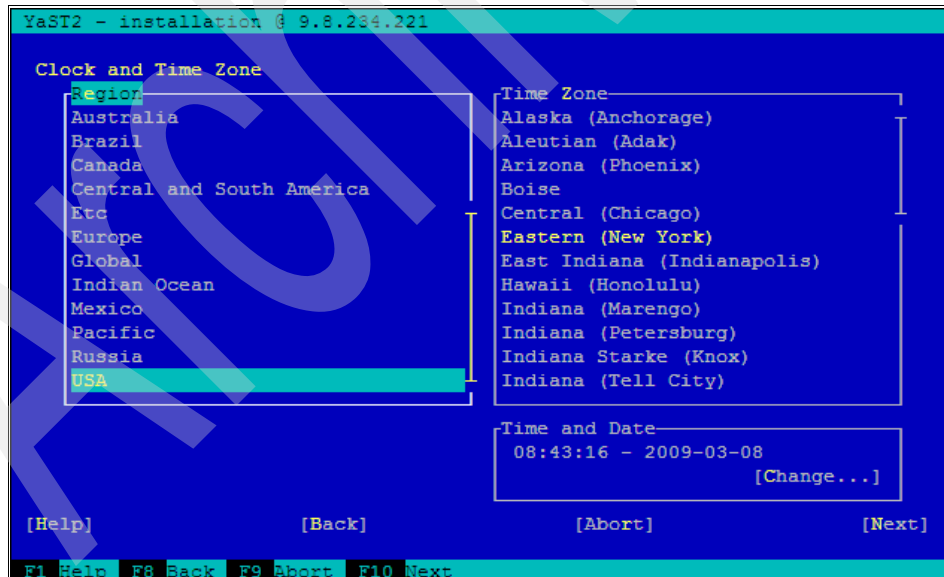 YaST2 - installation @ 9.8.234.221
Clock and Time Zone
Region
Australia
Brazil
Canada
Central and South America
Etc
Europe
Global
Indian Ocean
Mexico
Pacific
Russia
USA
Time Zone
Alaska (Anchorage)
Aleutian (Adak)
Arizona (Phoenix)
Boise
Central (Chicago)
Eastern (New York)
East Indiana (Indianapolis)
Hawaii (Honolulu)
Indiana (Marengo)
Indiana (Petersburg)
Indiana Starke (Knox)
Indiana (Tell City)
Time and Date
08:43:16 - 2009-03-08
[Change...]
[Help] [Back] [Abort] [Next]
F1 Help F8 Back F9 Abort F10 Next